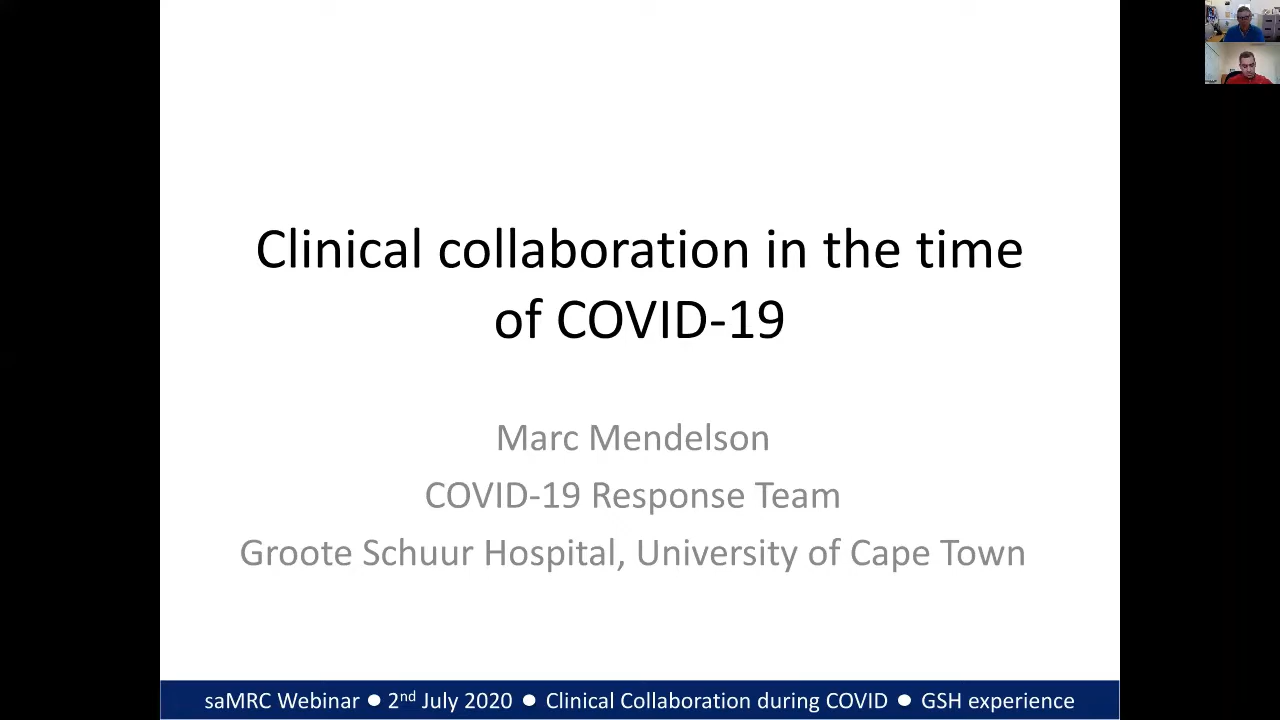 Clinical collaboration in the time
of COVID-19
Marc Mendelson
COVID-19 Response Team
Groote Schuur Hospital, University of Cape Town
saMRC Webinar ● 2nd July 2020 ● Clinical Collaboration during COVID ● GSH experience